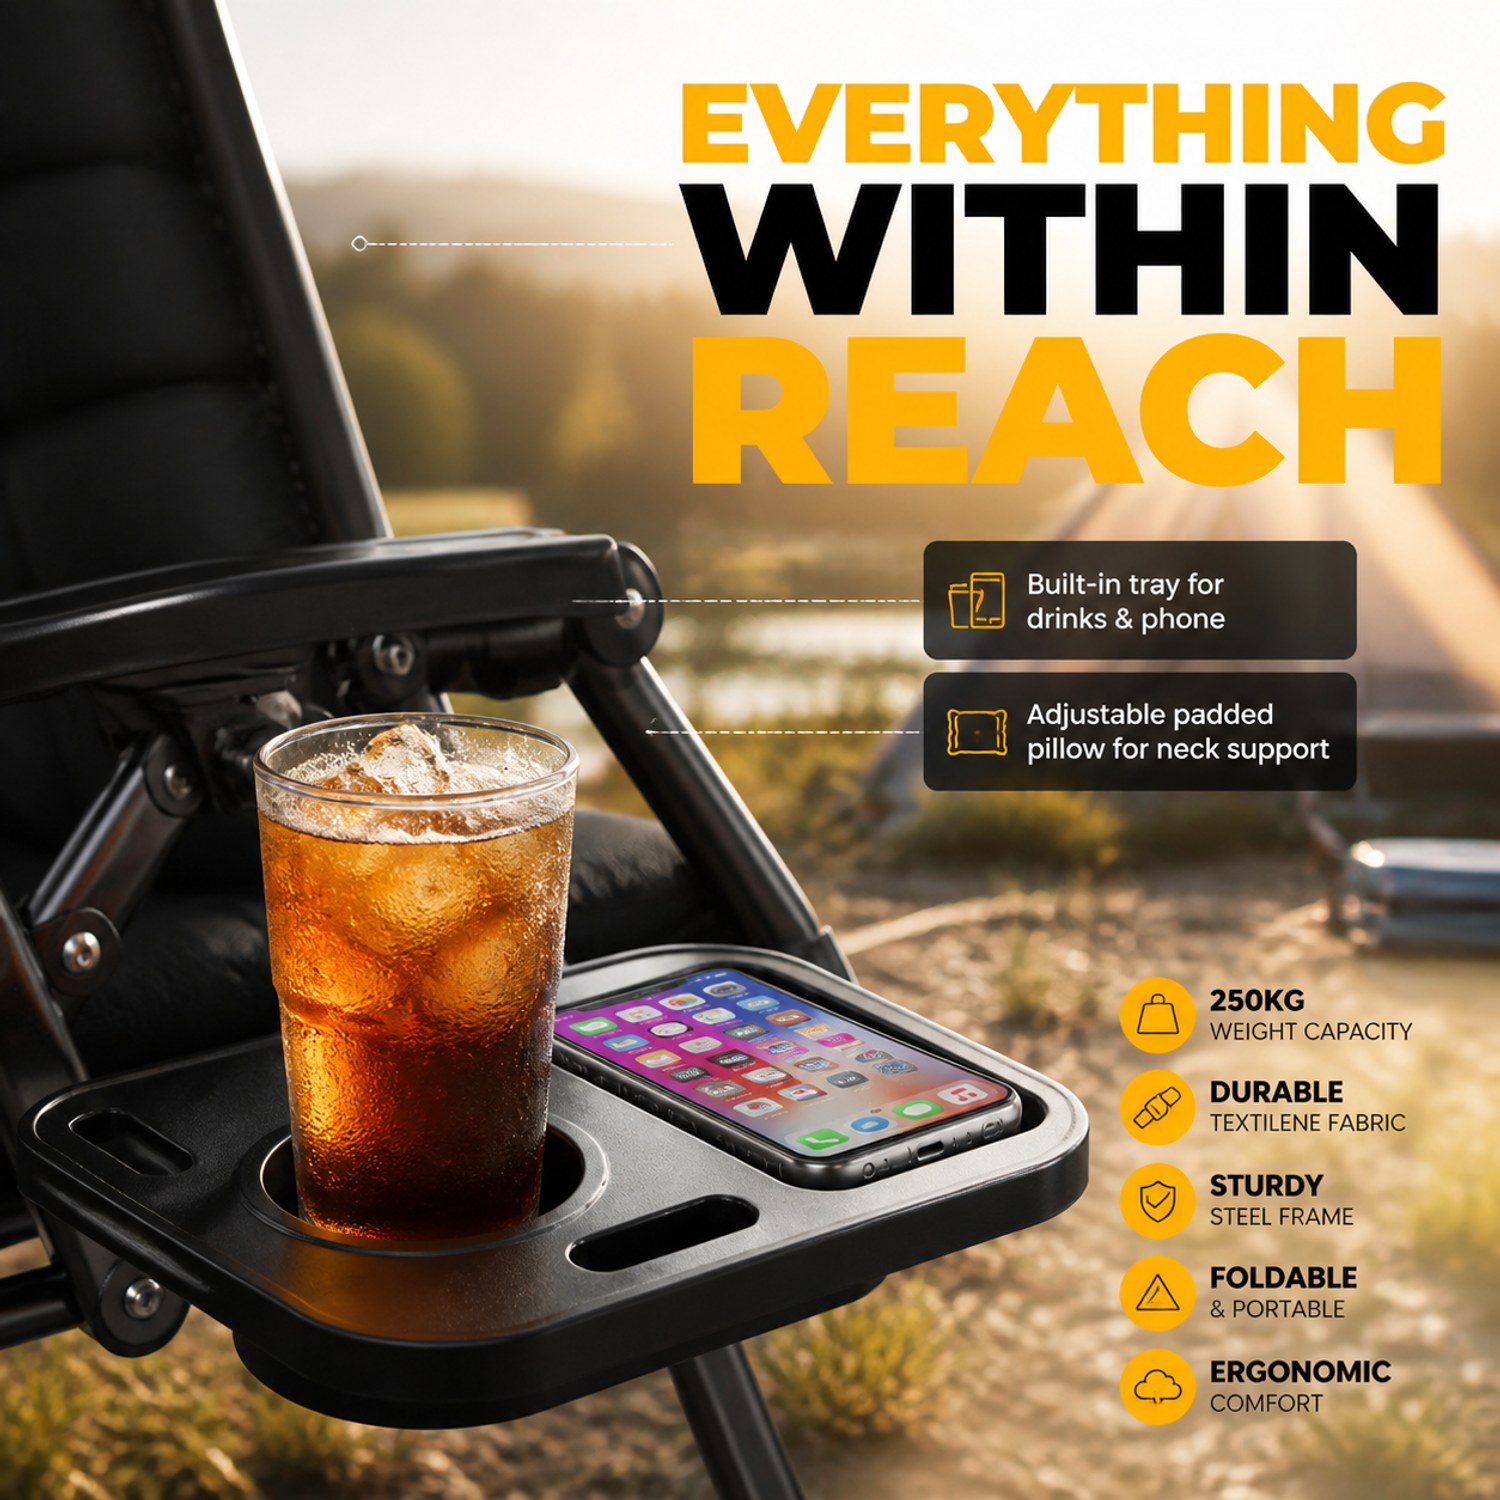 EVERYTHING
WITHIN
REACH
Built-in tray for
drinks & phone
Adjustable padded
pillow for neck support
250KG
WEIGHT CAPACITY
DURABLE
TEXTILENE FABRIC
STURDY
STEEL FRAME
FOLDABLE
& PORTABLE
ERGONOMIC
COMFORT